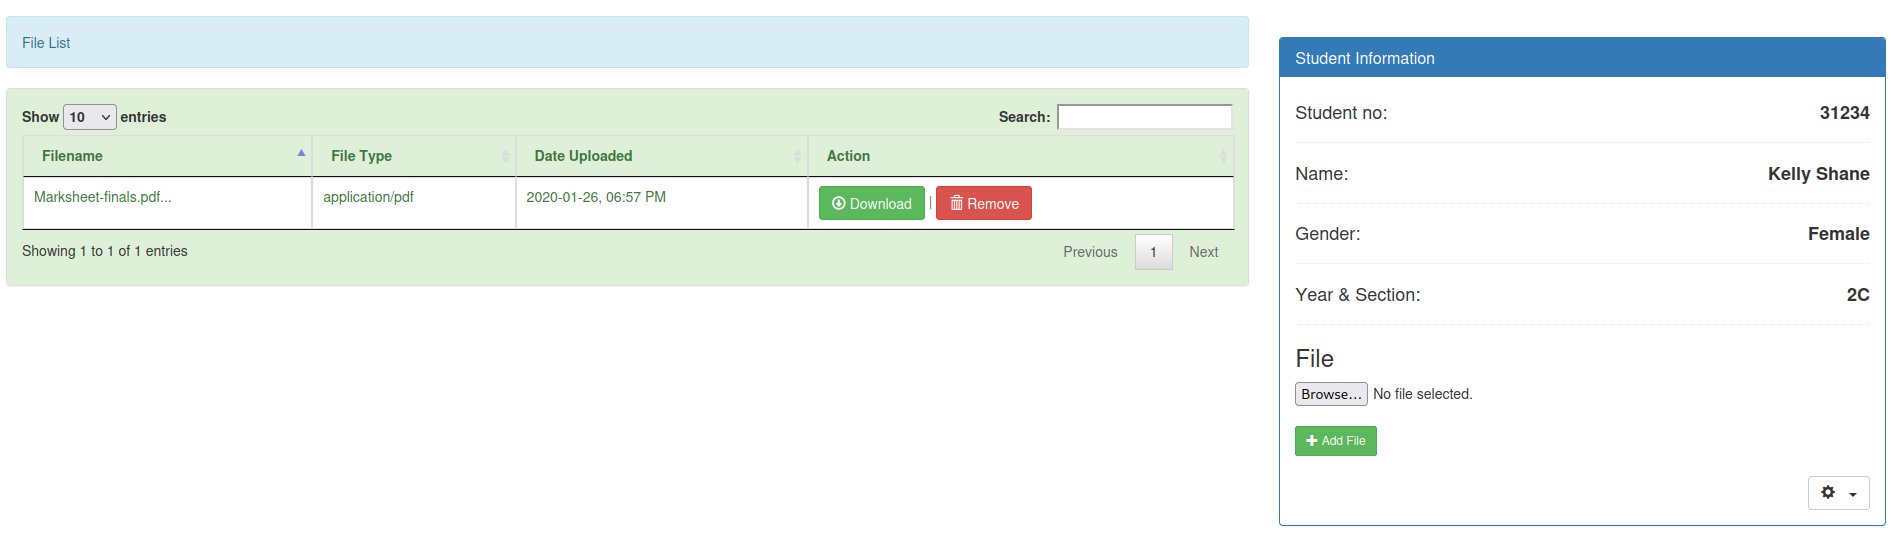 File List
Show 10 entries
Search:
Filename File Type Date Uploaded Action
Marksheet-finals.pdf... application/pdf 2020-01-26, 06:57 PM Download | Remove
Showing 1 to 1 of 1 entries
Previous 1 Next
Student Information
Student no: 31234
Name: Kelly Shane
Gender: Female
Year & Section: 2C
File
Browse... No file selected.
Add File